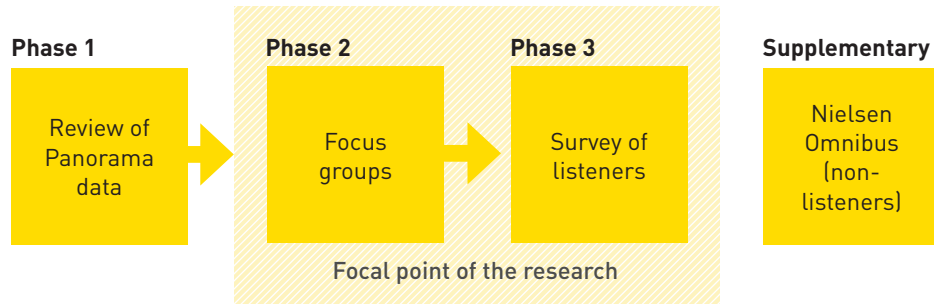 Phase 1
Review of
Panorama
data
Phase 2
Focus
groups
Phase 3
Survey of
listeners
Supplementary
Nielsen
Omnibus
(non-
listeners)
Focal point of the research